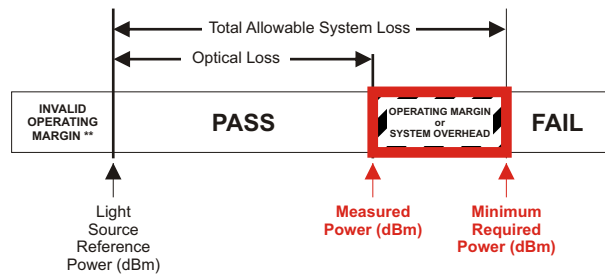 Total Allowable System Loss
Optical Loss
INVALID
OPERATING
MARGIN **
PASS
OPERATING MARGIN
or
SYSTEM OVERHEAD
FAIL
Light
Source
Reference
Power (dBm)
Measured
Power (dBm)
Minimum
Required
Power (dBm)